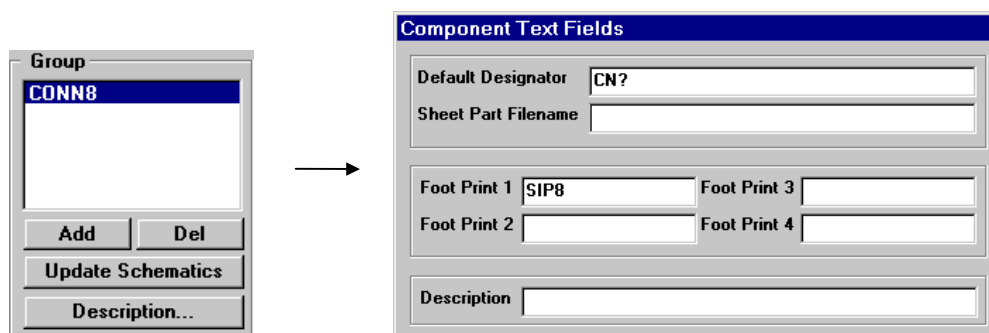 Group
CONN8
Add Del
Update Schematics
Description...
Component Text Fields
Default Designator CN?
Sheet Part Filename
Foot Print 1 SIP8 Foot Print 3
Foot Print 2 Foot Print 4
Description